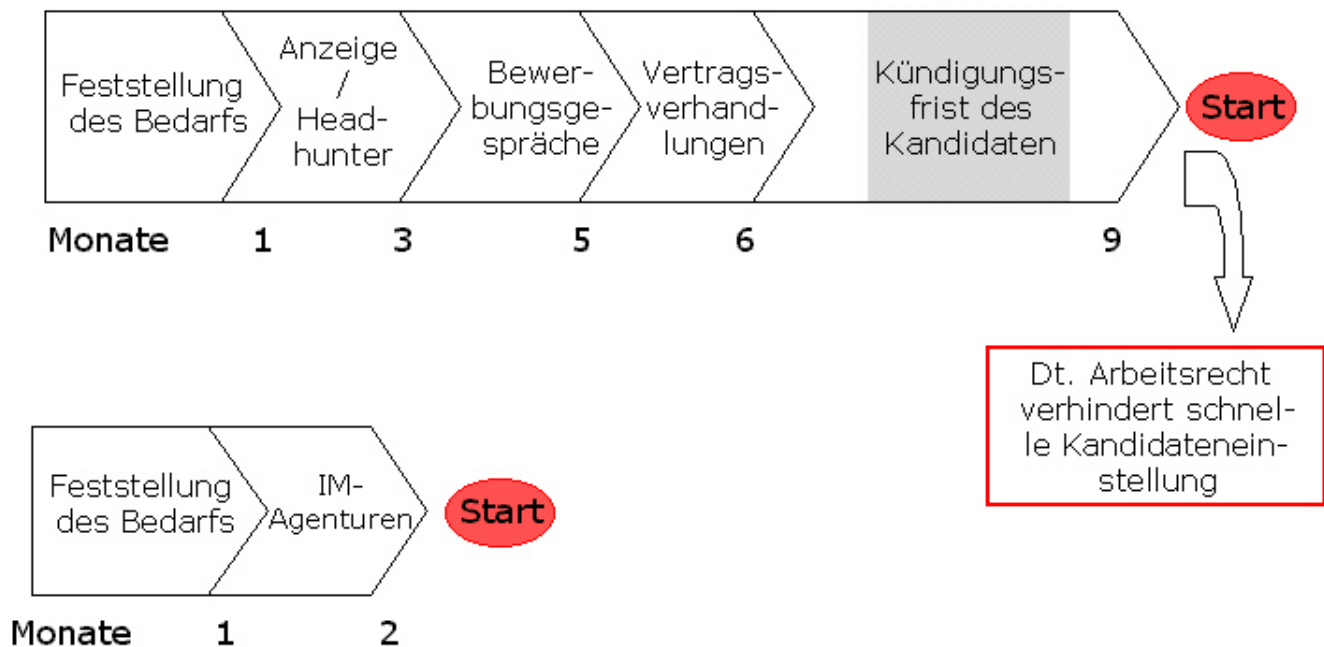 Feststellung
des Bedarfs
Anzeige
/
Head-
hunter
Bewer-
bungsge-
spräche
Vertrags-
verhand-
lungen
Kündigungs-
frist des
Kandidaten
Start
Monate 1 3 5 6 9
Dt. Arbeitsrecht
verhindert schnel-
le Kandidatenein-
stellung
Feststellung
des Bedarfs
IM-
Agenturen
Start
Monate 1 2